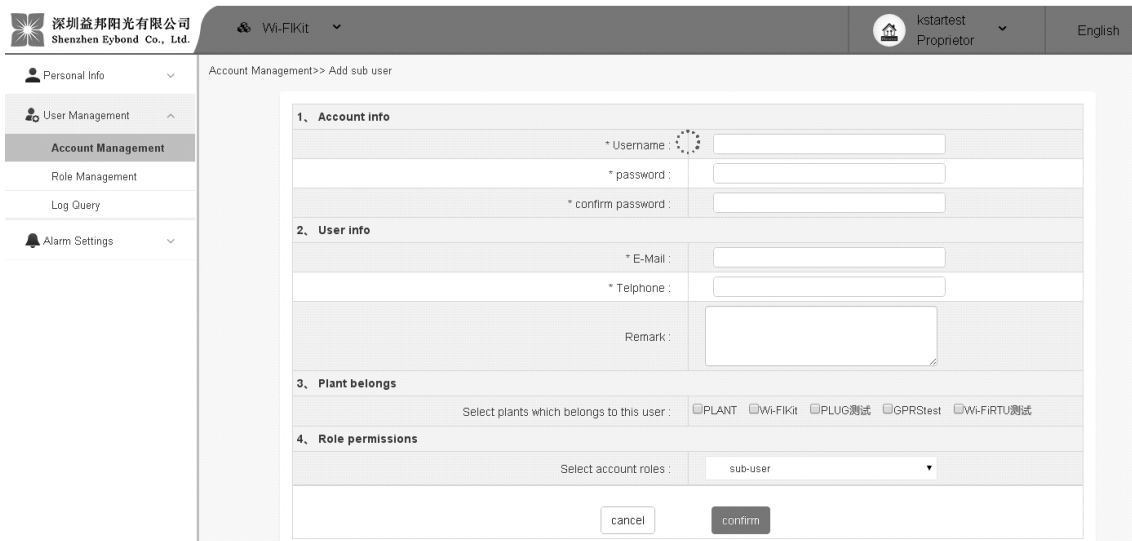 深圳益邦阳光有限公司
Shenzhen Eybond Co., Ltd.
Wi-FIKit
kstartest
Proprietor
English
Personal Info
User Management
Account Management
Role Management
Log Query
Alarm Settings
Account Management>> Add sub user
1、 Account info
* Username :
* password :
* confirm password :
2、 User info
* E-Mail :
* Telphone :
Remark :
3、 Plant belongs
Select plants which belongs to this user : PLANT Wi-FIKit PLUG测试 GPRStest Wi-FiRTU测试
4、 Role permissions
Select account roles : sub-user
cancel confirm